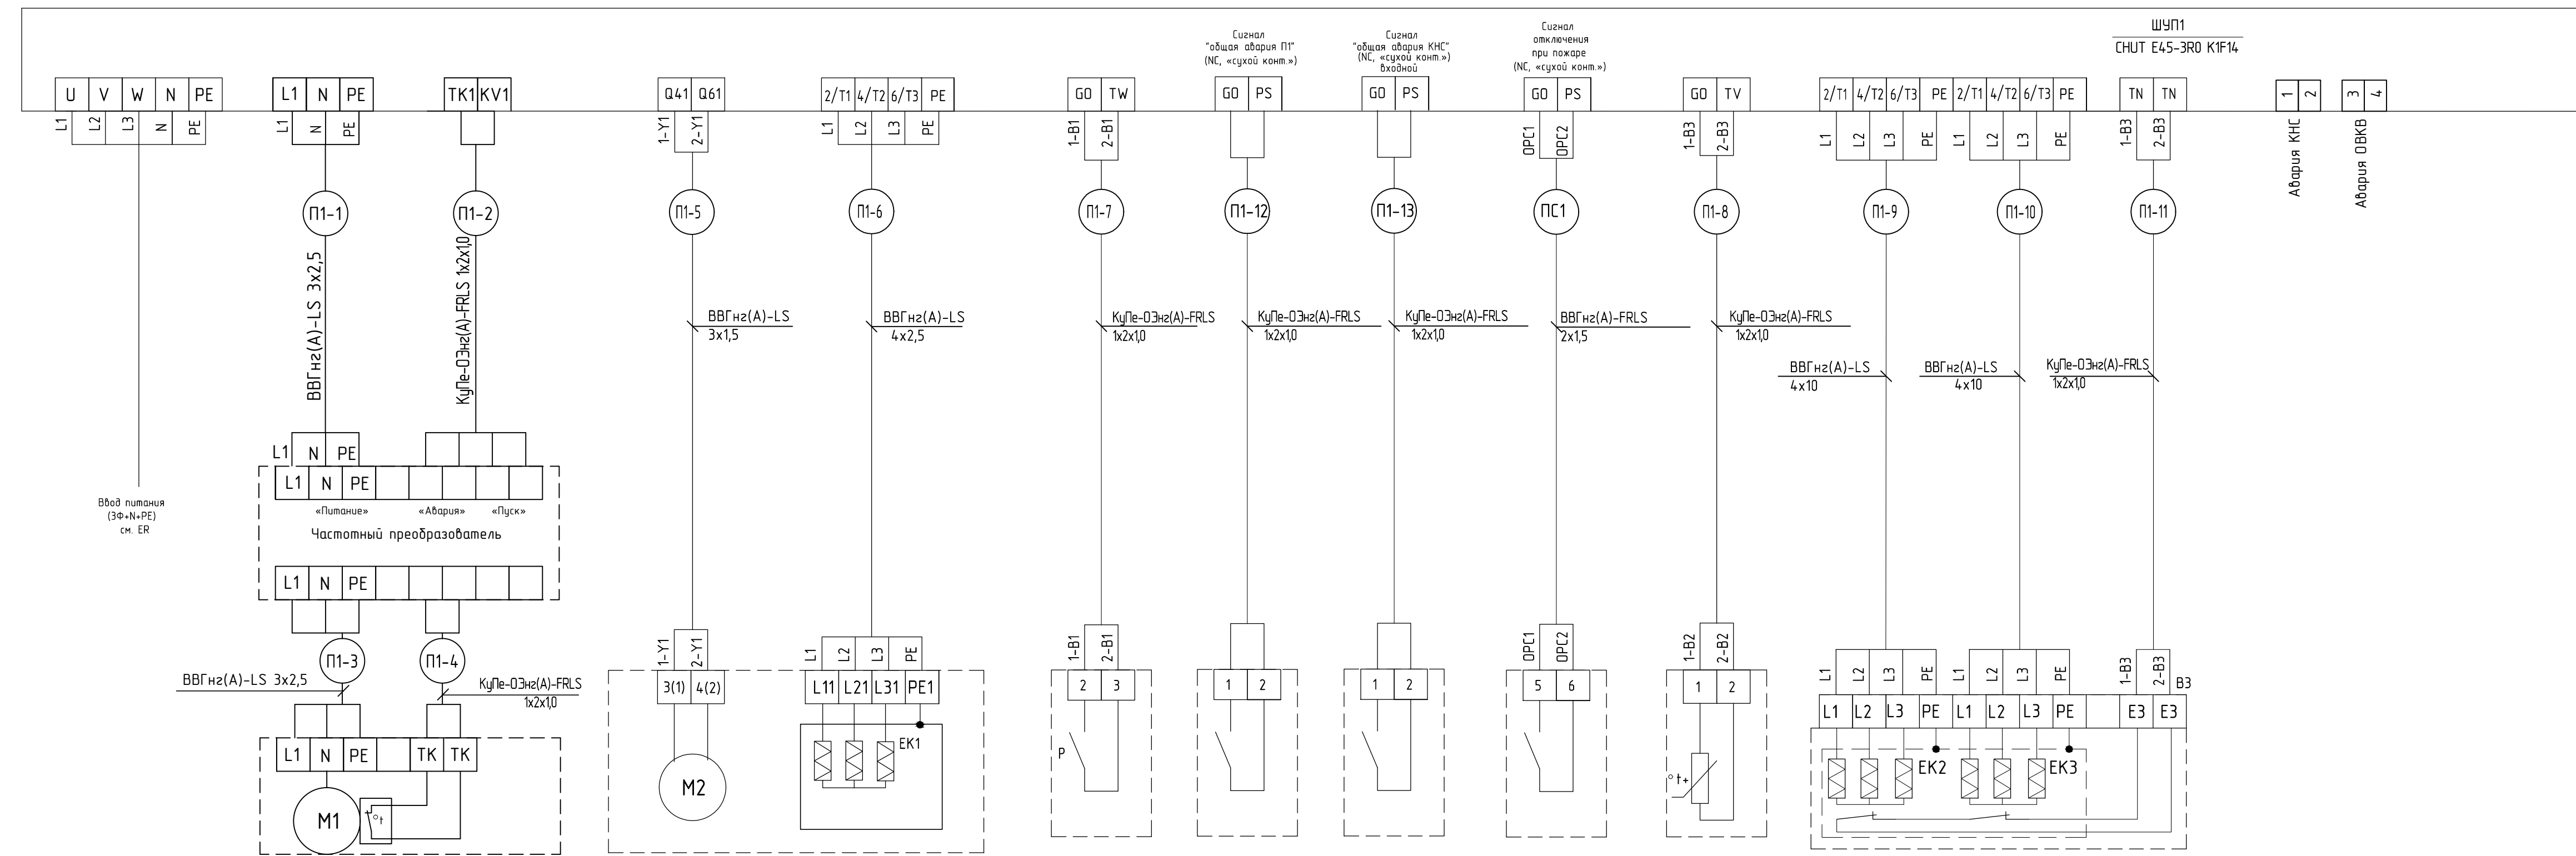 ШУП1
CHUT E45-3R0 K1F14
Сигнал
"общая авария П1"
(NC, «сухой конт.»)
Сигнал
"общая авария КНС"
(NC, «сухой конт.»)
входной
Сигнал
отключения
при пожаре
(NC, «сухой конт.»)
U V W N PE
L1 N PE
TK1 KV1
Q41 Q61
2/T1 4/T2 6/T3 PE
GO TW
GO PS
GO PS
GO PS
GO TV
2/T1 4/T2 6/T3 PE 2/T1 4/T2 6/T3 PE
TN TN
1 2
3 4
L1 L2 L3 N PE
L1 N PE
1-Y1 2-Y1
L1 L2 L3 PE
1-B1 2-B1
ОРС1 ОРС2
1-B3 2-B3
L1 L2 L3 PE L1 L2 L3 PE
1-B3 2-B3
Авария КНС
Авария ОВКВ
П1-1
П1-2
П1-5
П1-6
П1-7
П1-12
П1-13
ПС1
П1-8
П1-9
П1-10
П1-11
ВВГнг(А)-LS 3х2,5
КуПе-ОЭнг(А)-FRLS 1х2х1,0
ВВГнг(А)-LS
3х1,5
ВВГнг(А)-LS
4х2,5
КуПе-ОЭнг(А)-FRLS
1х2х1,0
КуПе-ОЭнг(А)-FRLS
1х2х1,0
КуПе-ОЭнг(А)-FRLS
1х2х1,0
ВВГнг(А)-FRLS
2х1,5
КуПе-ОЭнг(А)-FRLS
1х2х1,0
ВВГнг(А)-LS
4х10
ВВГнг(А)-LS
4х10
КуПе-ОЭнг(А)-FRLS
1х2х1,0
L1 N PE
L1 N PE
«Питание» «Авария» «Пуск»
Частотный преобразователь
Ввод питания
(3Ф+N+PE)
см. ER
L1 N PE
П1-3
П1-4
ВВГнг(А)-LS 3х2,5
КуПе-ОЭнг(А)-FRLS
1х2х1,0
L1 N PE TK TK
M1
°t
1-Y1 2-Y1
3(1) 4(2)
M2
L1 L2 L3 PE
L11 L21 L31 PE1
EK1
1-B1 2-B1
2 3
P
1 2
1 2
ОРС1 ОРС2
5 6
1-B2 2-B2
1 2
°t+
L1 L2 L3 PE L1 L2 L3 PE
1-B3 2-B3
B3
L1 L2 L3 PE L1 L2 L3 PE E3 E3
EK2
EK3